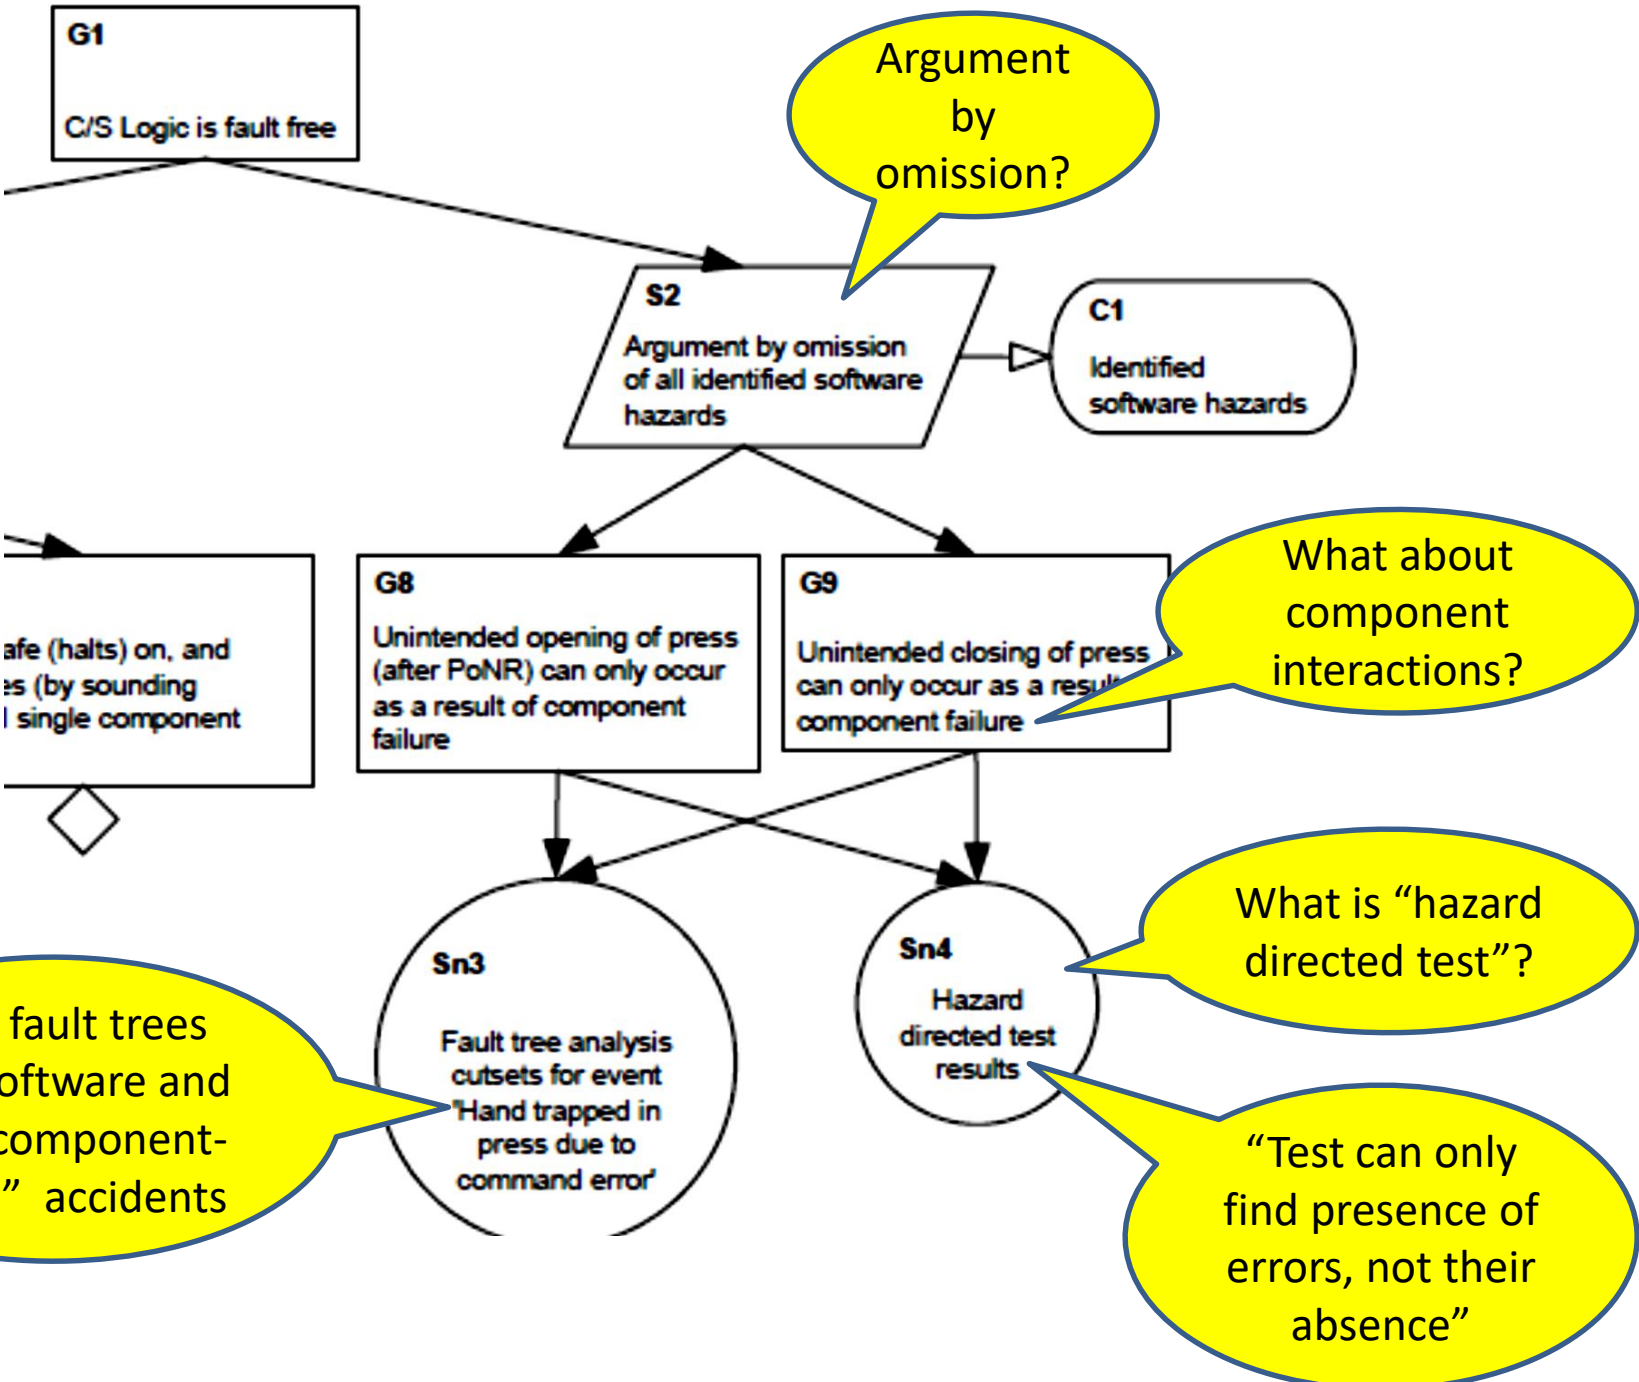 G1
C/S Logic is fault free
Argument
by
omission?
S2
Argument by omission
of all identified software
hazards
C1
Identified
software hazards
afe (halts) on, and
es (by sounding
single component
G8
Unintended opening of press
(after PoNR) can only occur
as a result of component
failure
G9
Unintended closing of press
can only occur as a result
component failure
What about
component
interactions?
fault trees
oftware and
component-
” accidents
Sn3
Fault tree analysis
cutsets for event
'Hand trapped in
press due to
command error'
Sn4
Hazard
directed test
results
What is “hazard
directed test”?
“Test can only
find presence of
errors, not their
absence”